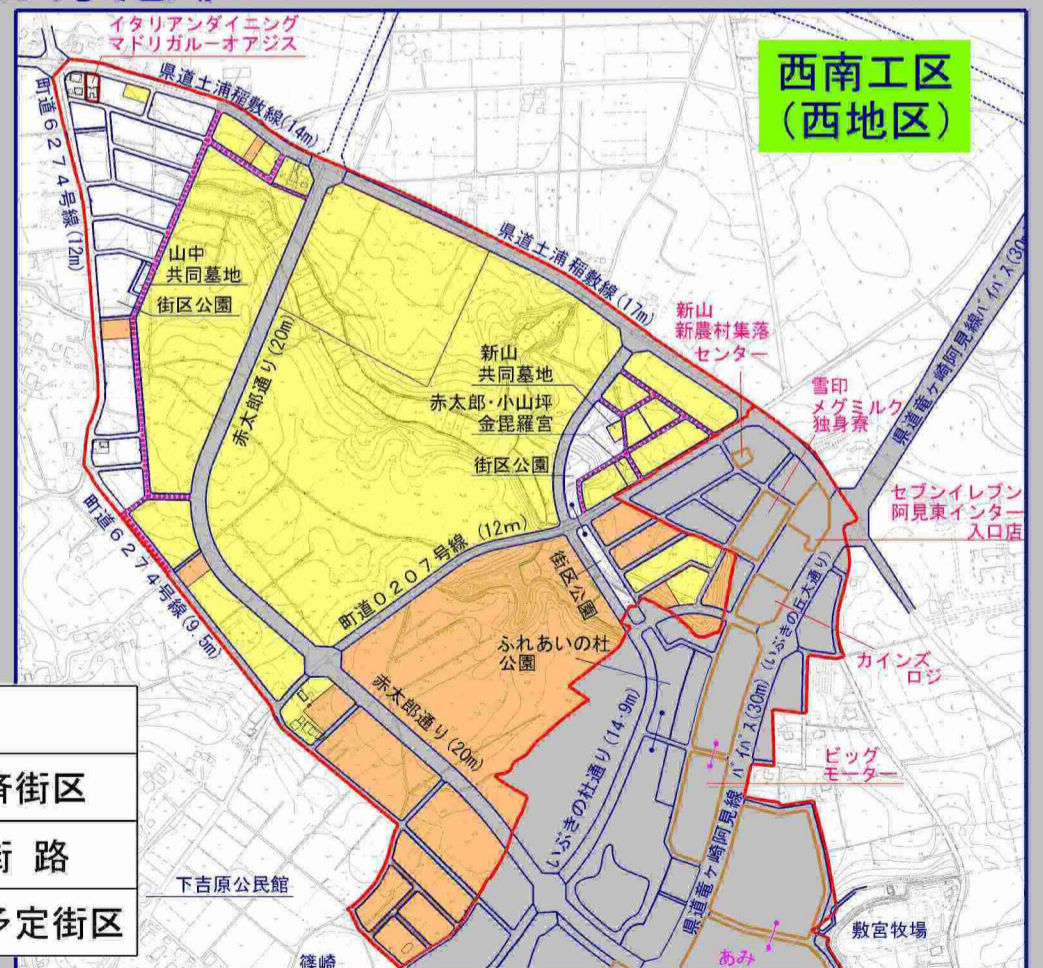 イタリアンダイニング
マドリガルーオアジス
西南工区
(西地区)
県道土浦稲敷線(14m)
町道6274号線(12m)
県道土浦稲敷線(17m)
県道竜ヶ崎阿見線バイパス(30m
山中
共同墓地
街区公園
赤太郎通り(20m)
新山
共同墓地
赤太郎・小山坪
金毘羅宮
街区公園
新山
新農村集落
センター
雪印
メグミルク
独身寮
セブンイレブン
阿見東インター
入口店
町道6274号線(9.5m)
町道0207号線(12m)
街区公園
ふれあいの杜
公園
赤太郎通り(20m)
いぶきの杜通り(14.9m)
県道竜ヶ崎阿見線バイパス(30m)(いぶきの丘大通り)
カインズ
ロジ
ビッグ
モーター
済街区
街路
予定街区
下吉原公民館
篠崎
あみ
敷宮牧場